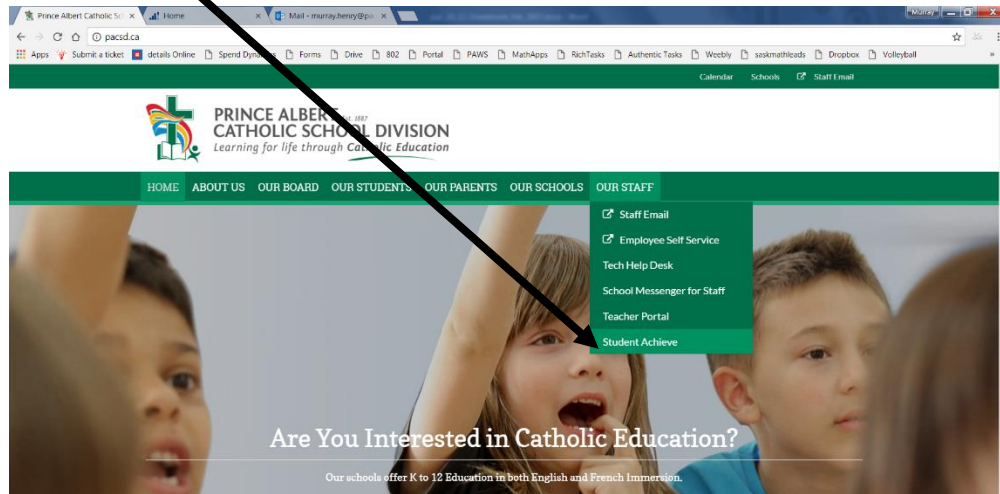 Prince Albert Catholic Sc
Home
Mail - murray.henry@pa
Murray
pacsd.ca
Apps
Submit a ticket
details Online
Spend Dynamics
Forms
Drive
802
Portal
PAWS
MathApps
RichTasks
Authentic Tasks
Weebly
saskmathleads
Dropbox
Volleyball
»
Calendar
Schools
Staff Email
PRINCE ALBERT Est. 1887
CATHOLIC SCHOOL DIVISION
Learning for life through Catholic Education
HOME ABOUT US OUR BOARD OUR STUDENTS OUR PARENTS OUR SCHOOLS OUR STAFF
Staff Email
Employee Self Service
Tech Help Desk
School Messenger for Staff
Teacher Portal
Student Achieve
Are You Interested in Catholic Education?
Our schools offer K to 12 Education in both English and French Immersion.